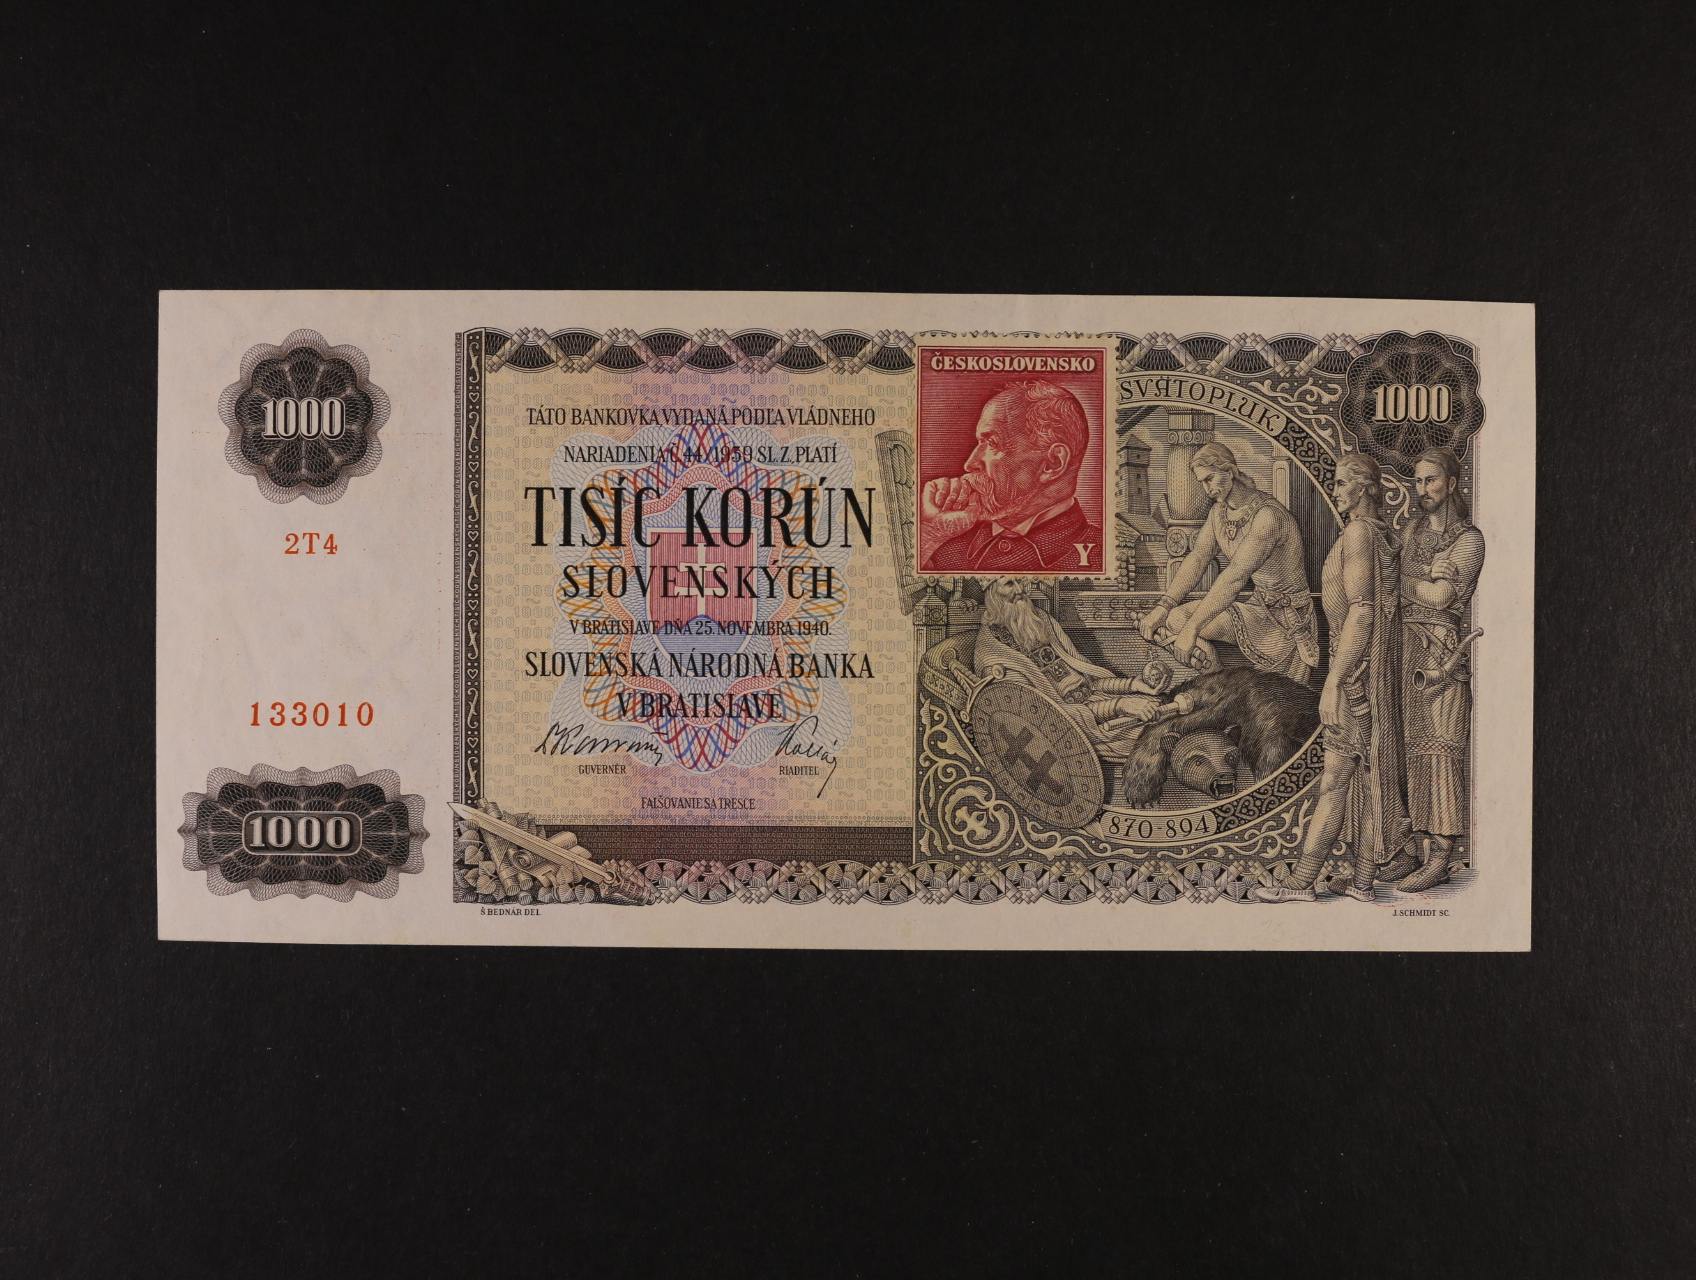 1000
2T4
133010
1000
TÁTO BANKOVKA VYDANÁ PODĽA VLÁDNEHO
NARIADENIA Č. 44/1939 SL. Z. PLATÍ
TISÍC KORÚN
SLOVENSKÝCH
V BRATISLAVE DŇA 25. NOVEMBRA 1940.
SLOVENSKÁ NÁRODNÁ BANKA
V BRATISLAVE
GUVERNÉR
RIADITEĽ
FALŠOVANIE SA TRESCE
Š. BEDNÁR DEL.
ČESKOSLOVENSKO
Y
SVÄTOPLUK
1000
870-894
J. SCHMIDT SC.